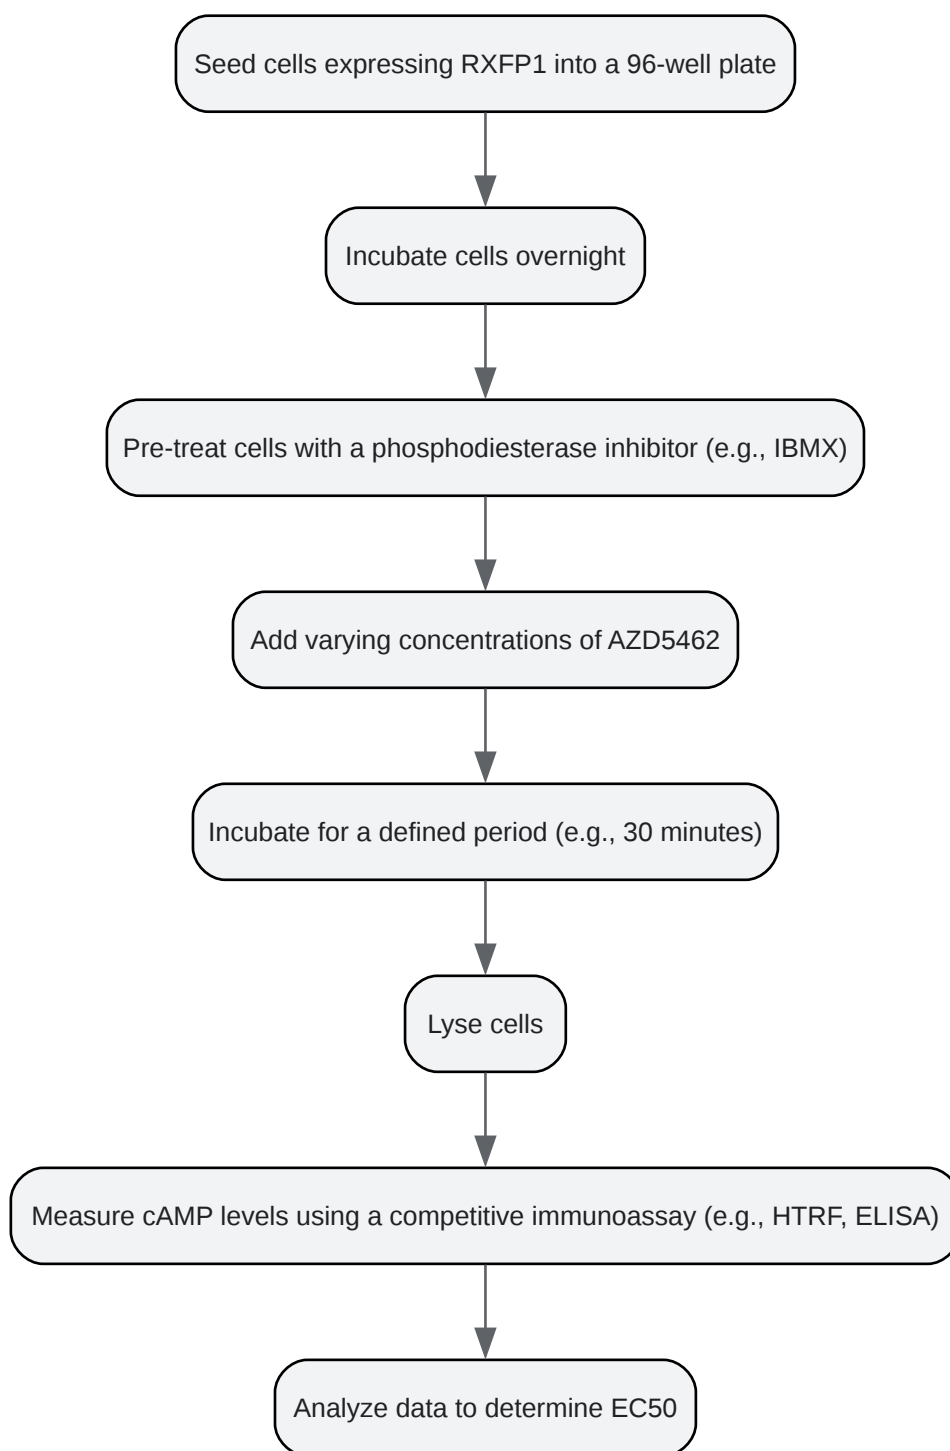 Seed cells expressing RXFP1 into a 96-well plate
Incubate cells overnight
Pre-treat cells with a phosphodiesterase inhibitor (e.g., IBMX)
Add varying concentrations of AZD5462
Incubate for a defined period (e.g., 30 minutes)
Lyse cells
Measure cAMP levels using a competitive immunoassay (e.g., HTRF, ELISA)
Analyze data to determine EC50